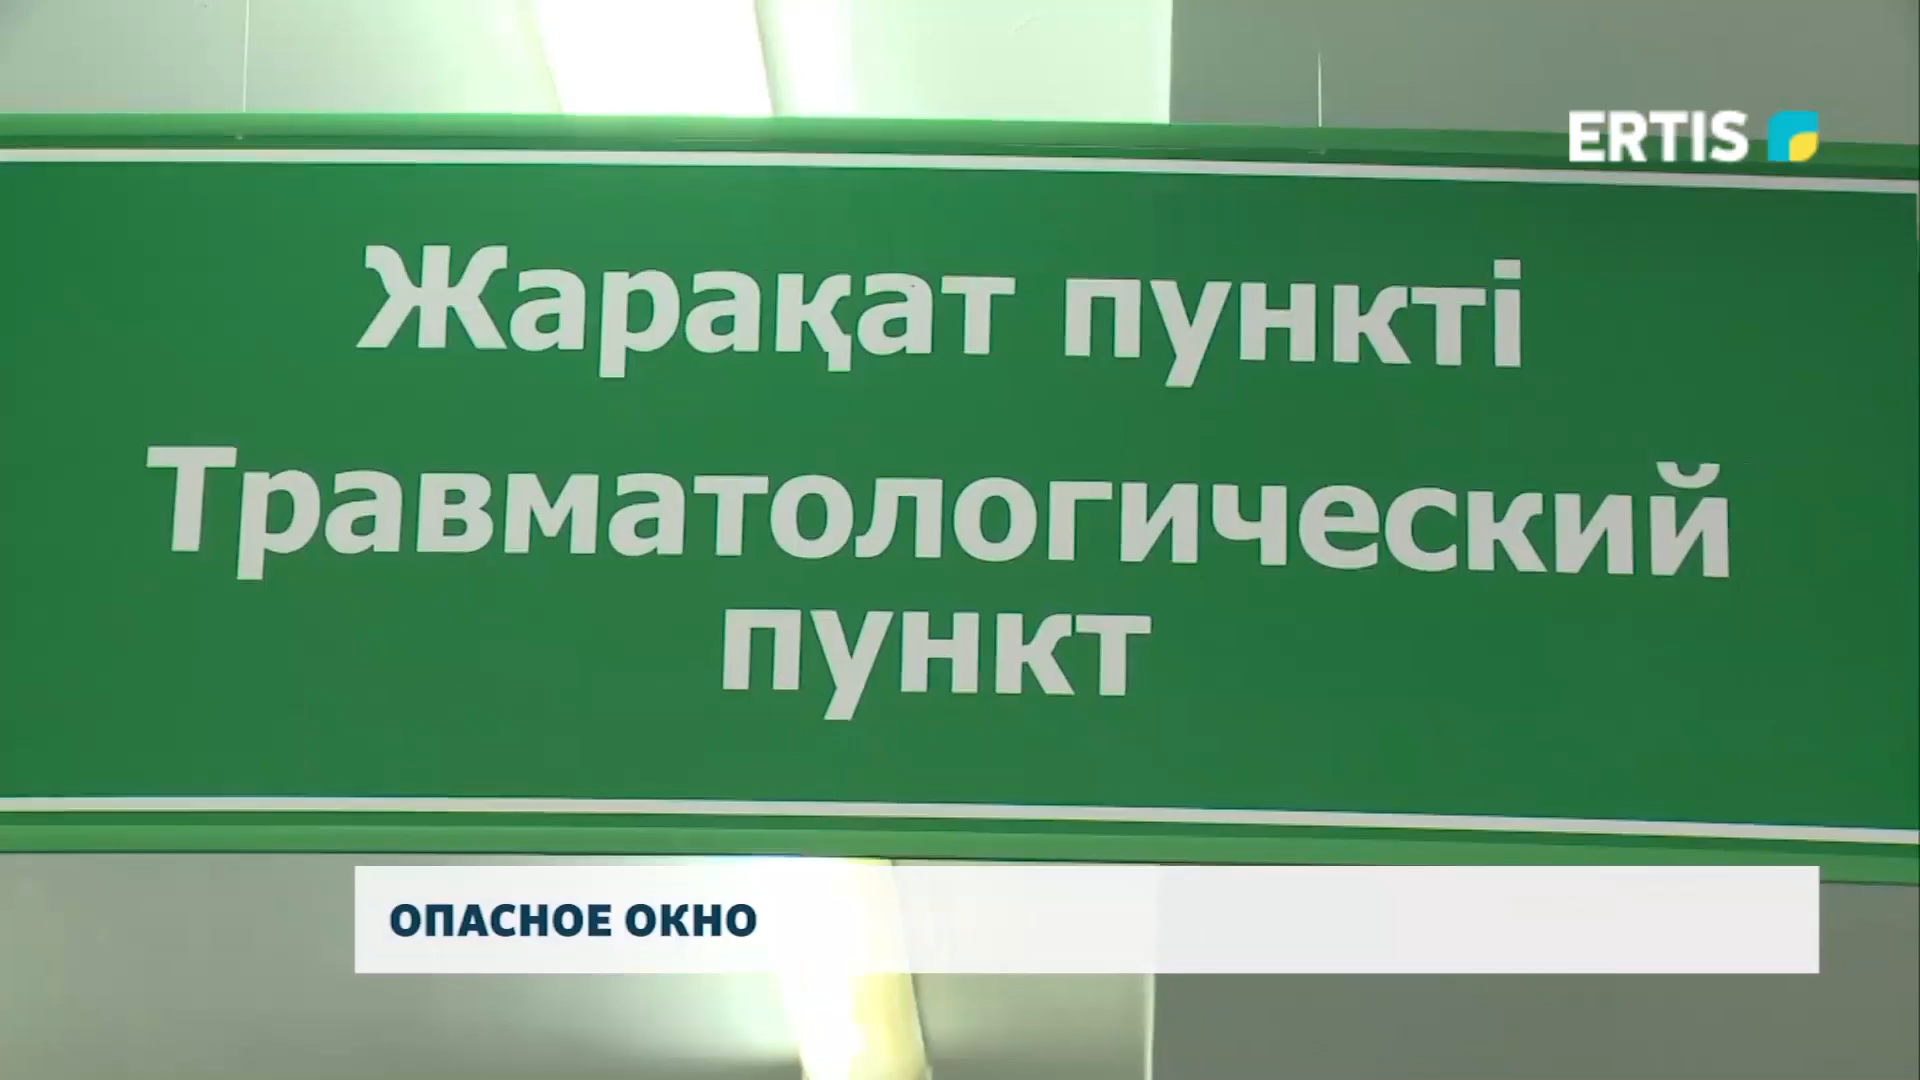 ERTIS
Жарақат пункті
Травматологический
пункт
ОПАСНОЕ ОКНО